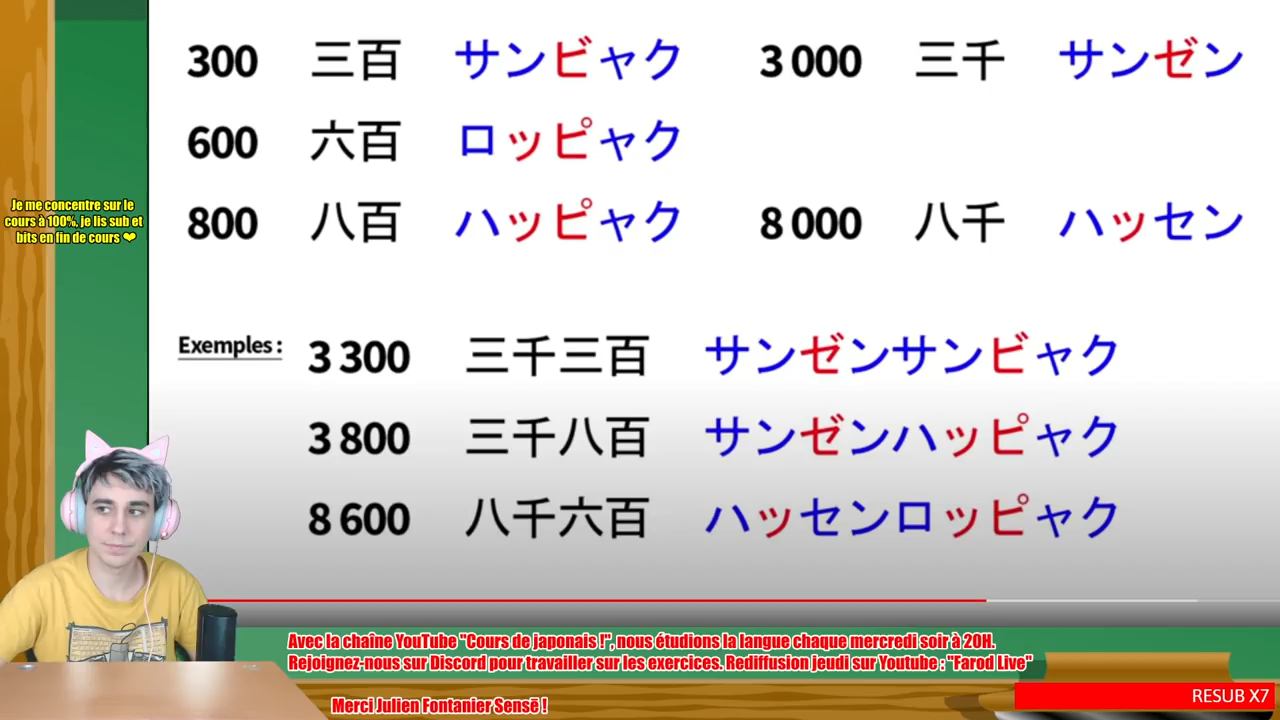 300 三百 サンビャク 3 000 三千 サンゼン
600 六百 ロッピャク
800 八百 ハッピャク 8 000 八千 ハッセン
Exemples :
3 300 三千三百 サンゼンサンビャク
3 800 三千八百 サンゼンハッピャク
8 600 八千六百 ハッセンロッピャク
Je me concentre sur le
cours à 100%, je lis sub et
bits en fin de cours ❤
Avec la chaîne YouTube "Cours de japonais !", nous étudions la langue chaque mercredi soir à 20H.
Rejoignez-nous sur Discord pour travailler sur les exercices. Rediffusion jeudi sur Youtube : "Farod Live"
Merci Julien Fontanier Sensē !
RESUB X7